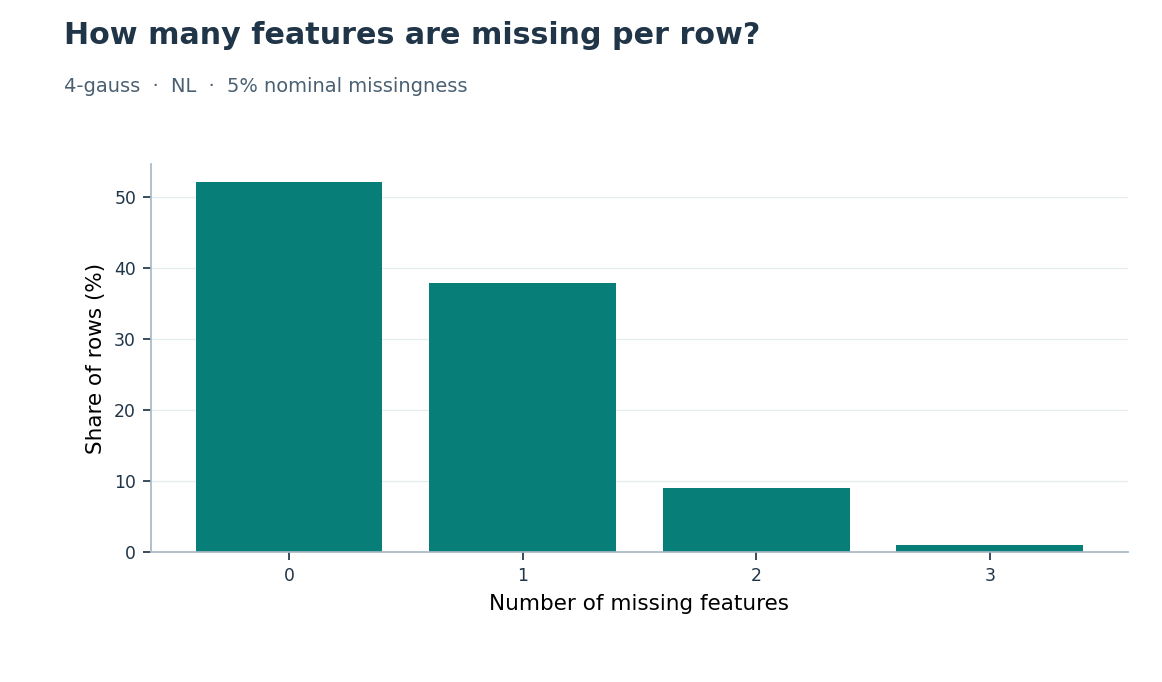 How many features are missing per row?
4-gauss · NL · 5% nominal missingness
50
40
30
20
10
0
Share of rows (%)
0 1 2 3
Number of missing features